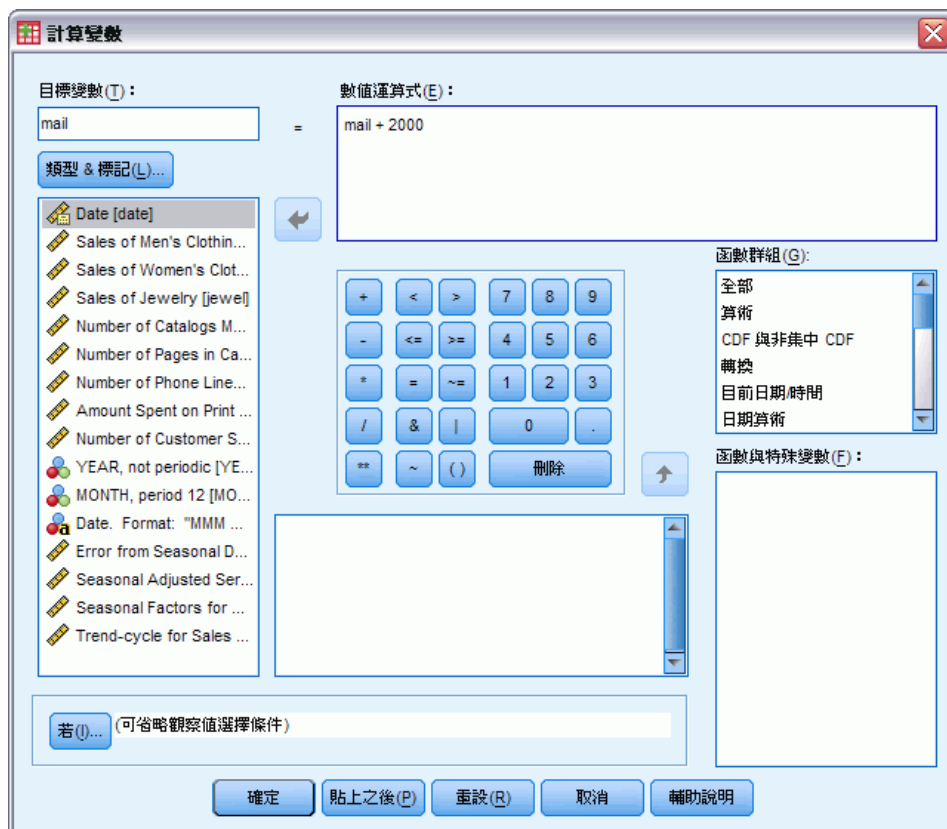 計算變數
目標變數(T)：
數值運算式(E)：
mail
=
mail + 2000
類型 & 標記(L)...
Date [date]
Sales of Men's Clothin...
Sales of Women's Clot...
Sales of Jewelry [jewel]
Number of Catalogs M...
Number of Pages in Ca...
Number of Phone Line...
Amount Spent on Print ...
Number of Customer S...
YEAR, not periodic [YE...
MONTH, period 12 [MO...
Date. Format: "MMM ...
Error from Seasonal D...
Seasonal Adjusted Ser...
Seasonal Factors for ...
Trend-cycle for Sales ...
+ < > 7 8 9
- <= >= 4 5 6
* = ~= 1 2 3
/ & | 0 .
** ~ ( ) 刪除
函數群組(G):
全部
算術
CDF 與非集中 CDF
轉換
目前日期/時間
日期算術
函數與特殊變數(F)：
若(I)...
(可省略觀察值選擇條件)
確定
貼上之後(P)
重設(R)
取消
輔助說明